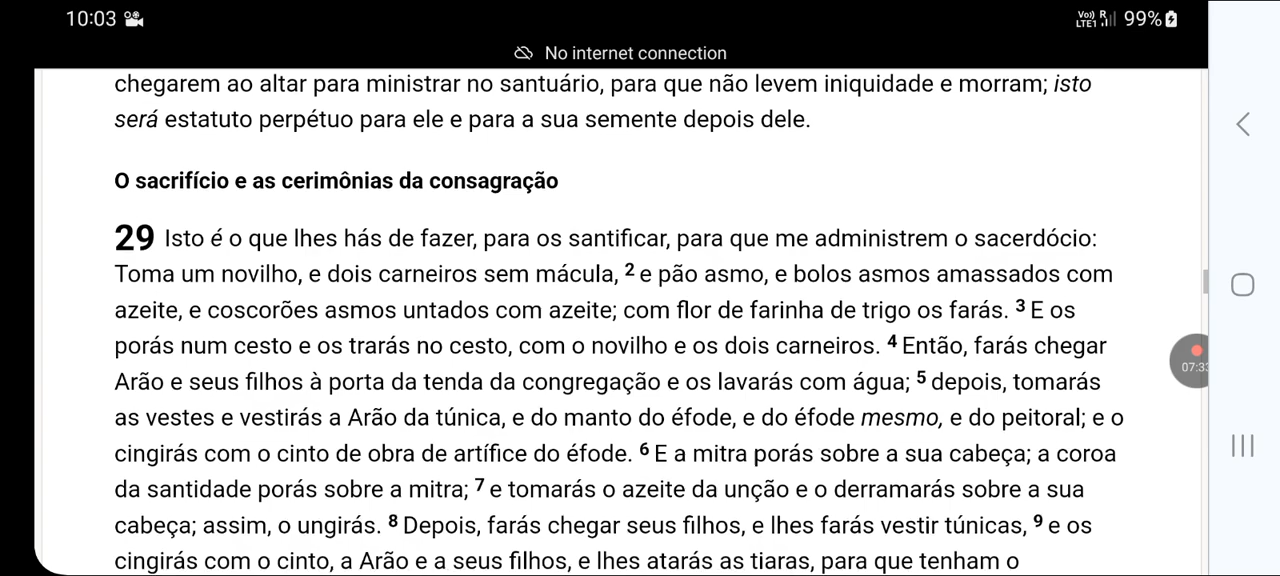 10:03
Vo)) R
LTE1
99%
No internet connection
chegarem ao altar para ministrar no santuário, para que não levem iniquidade e morram; isto
será estatuto perpétuo para ele e para a sua semente depois dele.
O sacrifício e as cerimônias da consagração
29 Isto é o que lhes hás de fazer, para os santificar, para que me administrem o sacerdócio:
Toma um novilho, e dois carneiros sem mácula, 2 e pão asmo, e bolos asmos amassados com
azeite, e coscorões asmos untados com azeite; com flor de farinha de trigo os farás. 3 E os
porás num cesto e os trarás no cesto, com o novilho e os dois carneiros. 4 Então, farás chegar
Arão e seus filhos à porta da tenda da congregação e os lavarás com água; 5 depois, tomarás
as vestes e vestirás a Arão da túnica, e do manto do éfode, e do éfode mesmo, e do peitoral; e o
cingirás com o cinto de obra de artífice do éfode. 6 E a mitra porás sobre a sua cabeça; a coroa
da santidade porás sobre a mitra; 7 e tomarás o azeite da unção e o derramarás sobre a sua
cabeça; assim, o ungirás. 8 Depois, farás chegar seus filhos, e lhes farás vestir túnicas, 9 e os
cingirás com o cinto, a Arão e a seus filhos, e lhes atarás as tiaras, para que tenham o